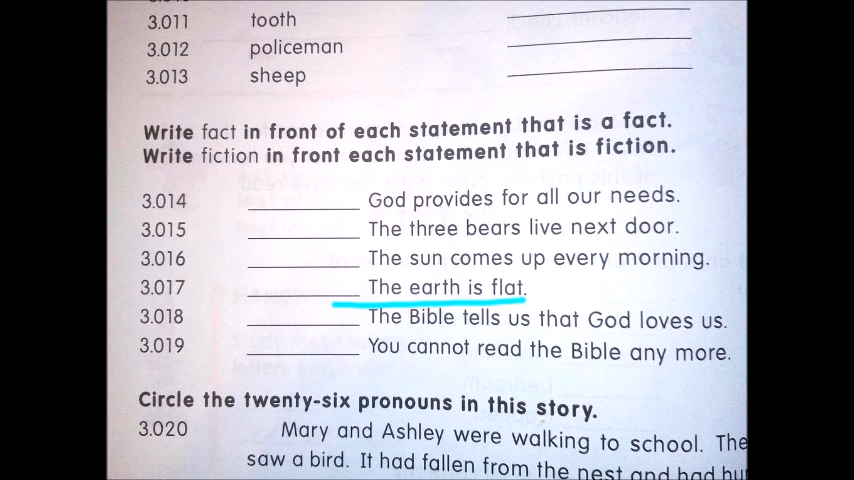 3.011 tooth
3.012 policeman
3.013 sheep
Write fact in front of each statement that is a fact.
Write fiction in front each statement that is fiction.
3.014 God provides for all our needs.
3.015 The three bears live next door.
3.016 The sun comes up every morning.
3.017 The earth is flat.
3.018 The Bible tells us that God loves us.
3.019 You cannot read the Bible any more.
Circle the twenty-six pronouns in this story.
3.020 Mary and Ashley were walking to school. The
saw a bird. It had fallen from the nest and had hu